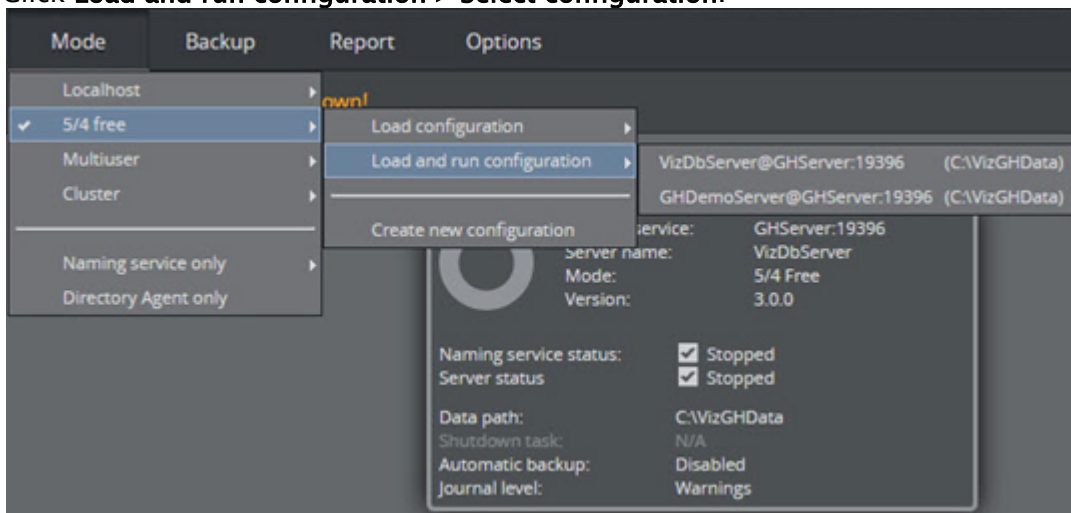 Click Load and run configuration > Select configuration.
Mode Backup Report Options
Localhost
own!
5/4 free
Load configuration
Multiuser
Load and run configuration
VizDbServer@GHServer:19396 (C:\VizGHData)
Cluster
GHDemoServer@GHServer:19396 (C:\VizGHData)
Create new configuration
service: GHServer:19396
Naming service only
Server name: VizDbServer
Mode: 5/4 Free
Directory Agent only
Version: 3.0.0
Naming service status: Stopped
Server status Stopped
Data path: C:\VizGHData
Shutdown task: N/A
Automatic backup: Disabled
Journal level: Warnings